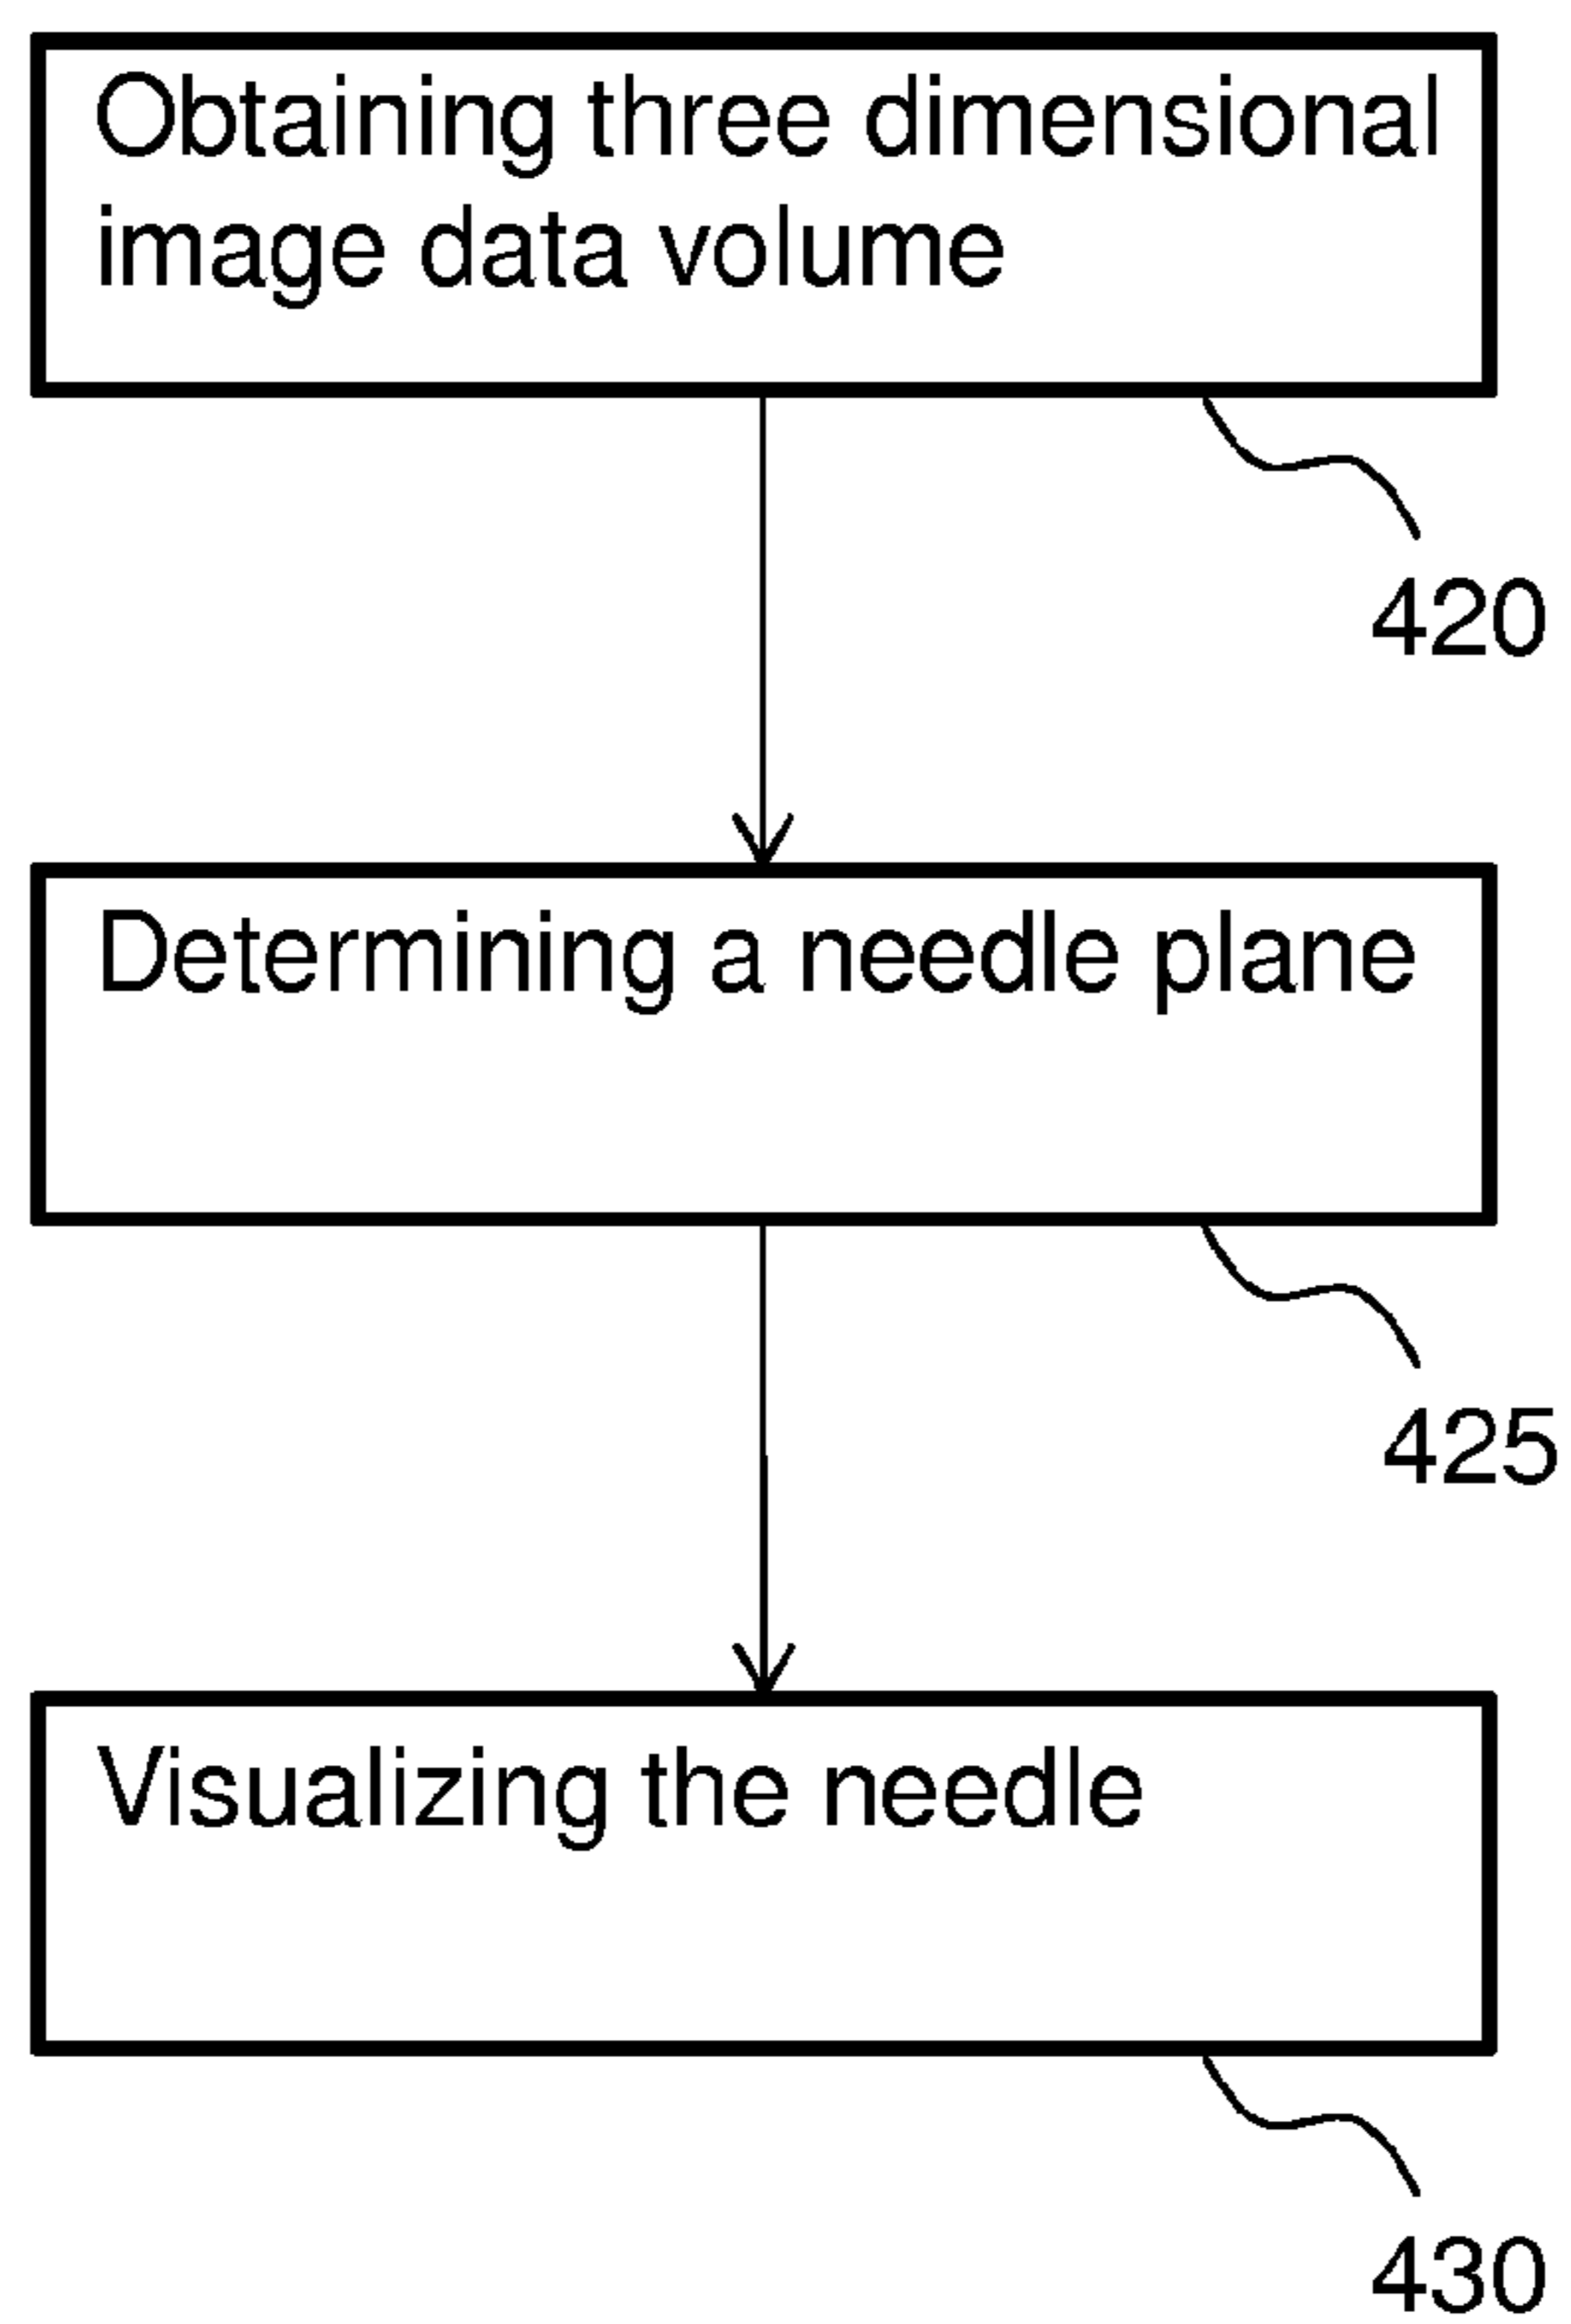 Obtaining three dimensional
image data volume
420
Determining a needle plane
425
Visualizing the needle
430